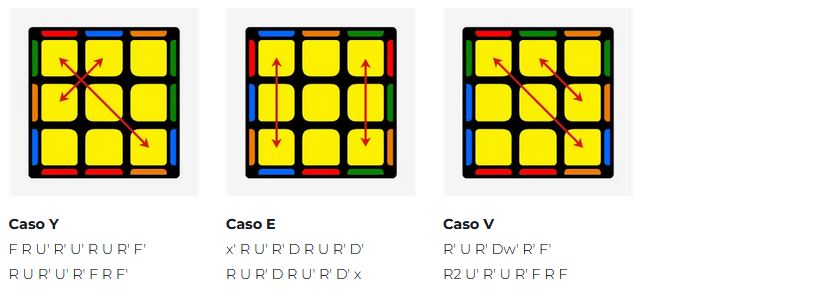 Caso Y
F R U' R' U' R U R' F'
R U R' U' R' F R F'
Caso E
x' R U' R' D R U R' D'
R U R' D R U' R' D' x
Caso V
R' U R' Dw' R' F'
R2 U' R' U R' F R F